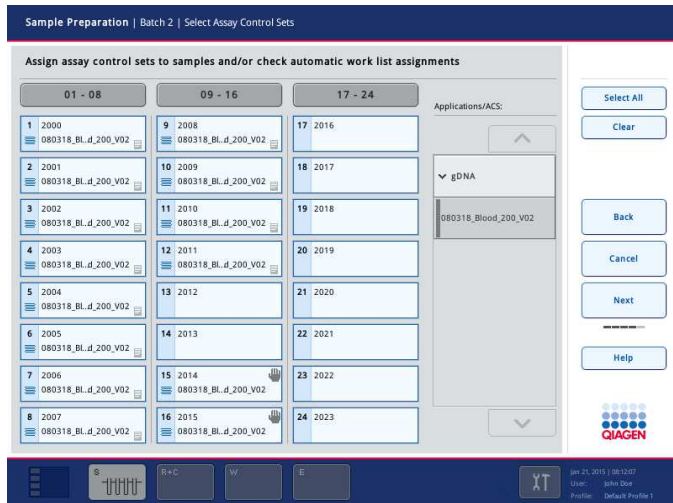 Sample Preparation | Batch 2 | Select Assay Control Sets
Assign assay control sets to samples and/or check automatic work list assignments
01 - 08
09 - 16
17 - 24
Applications/ACS:
1 2000
080318_Bl..d_200_V02
2 2001
080318_Bl..d_200_V02
3 2002
080318_Bl..d_200_V02
4 2003
080318_Bl..d_200_V02
5 2004
080318_Bl..d_200_V02
6 2005
080318_Bl..d_200_V02
7 2006
080318_Bl..d_200_V02
8 2007
080318_Bl..d_200_V02
9 2008
080318_Bl..d_200_V02
10 2009
080318_Bl..d_200_V02
11 2010
080318_Bl..d_200_V02
12 2011
080318_Bl..d_200_V02
13 2012
14 2013
15 2014
080318_Bl..d_200_V02
16 2015
080318_Bl..d_200_V02
17 2016
18 2017
19 2018
20 2019
21 2020
22 2021
23 2022
24 2023
gDNA
080318_Blood_200_V02
Select All
Clear
Back
Cancel
Next
Help
QIAGEN
S
R+C
W
E
Jan 21, 2015 | 08:12:07
User: John Doe
Profile: Default Profile 1